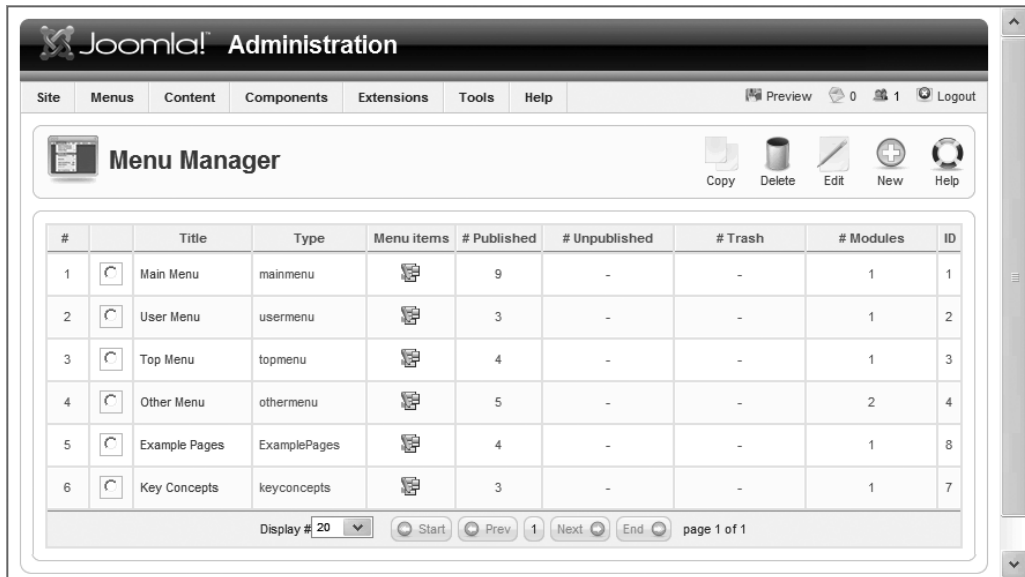 Joomla! Administration
Site Menus Content Components Extensions Tools Help Preview 0 1 Logout
Menu Manager Copy Delete Edit New Help
# Title Type Menu items # Published # Unpublished # Trash # Modules ID
1 Main Menu mainmenu 9 - - 1 1
2 User Menu usermenu 3 - - 1 2
3 Top Menu topmenu 4 - - 1 3
4 Other Menu othermenu 5 - - 2 4
5 Example Pages ExamplePages 4 - - 1 8
6 Key Concepts keyconcepts 3 - - 1 7
Display # 20 Start Prev 1 Next End page 1 of 1